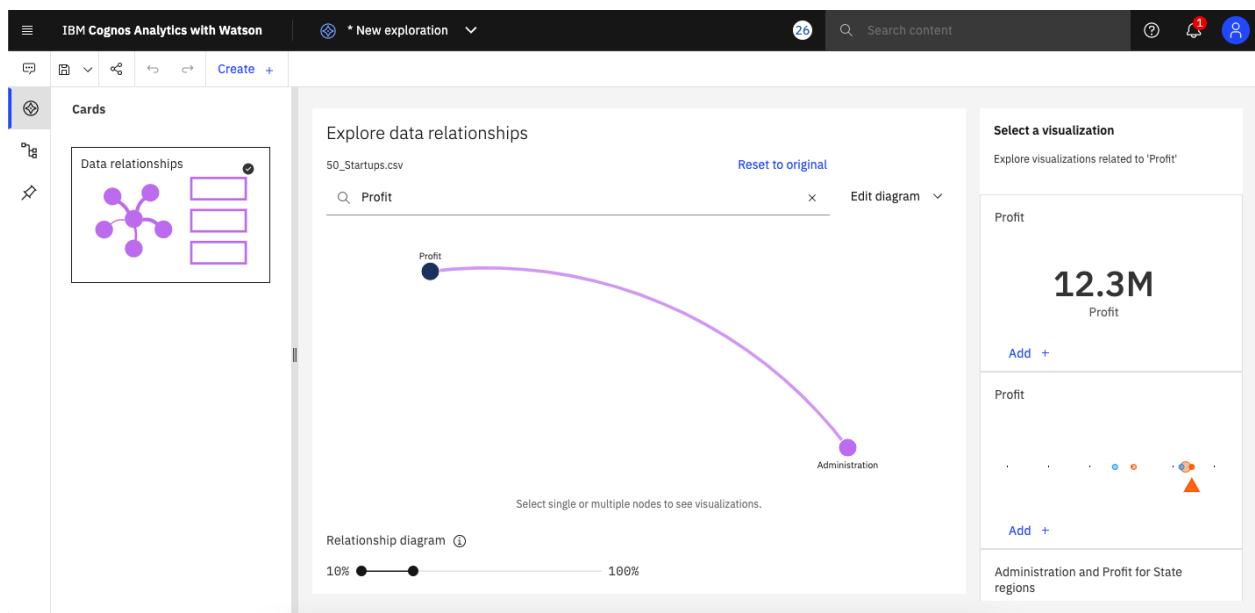 IBM Cognos Analytics with Watson
* New exploration
26
Search content
1
Create +
Cards
Data relationships
Explore data relationships
50_Startups.csv
Reset to original
Profit
Edit diagram
Profit
Administration
Select single or multiple nodes to see visualizations.
Relationship diagram
10%
100%
Select a visualization
Explore visualizations related to 'Profit'
Profit
12.3M
Profit
Add +
Profit
Add +
Administration and Profit for State
regions